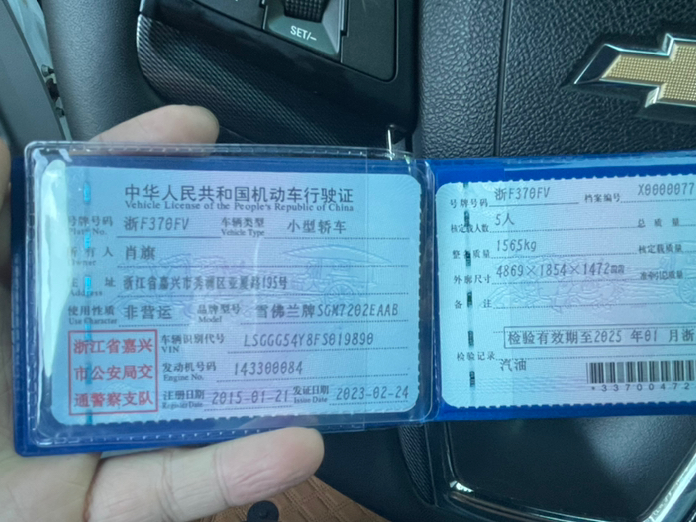 SET/-
中华人民共和国机动车行驶证
Vehicle License of the People's Republic of China
号牌号码 浙F370FV 车辆类型 小型轿车
Plate No. Vehicle Type
所有人 肖旗
Owner
住 址 浙江省嘉兴市秀洲区亚厦路195号
Address
使用性质 非营运 品牌型号 雪佛兰牌SGM7202EAAB
Use Character Model
浙江省嘉兴
市公安局交
通警察支队
车辆识别代号 LSGGG54Y8FS019890
VIN
发动机号码 143300084
Engine No.
注册日期 2015-01-21 发证日期 2023-02-24
Register Date Issue Date
号牌号码 浙F370FV 档案编号 X0000077
核定载人数 5人 总 质 量
整备质量 1565kg 核定载质量
外廓尺寸 4869×1854×1472mm
备 注
检验有效期至2025 年01 月浙
检验记录
汽油
*33700472